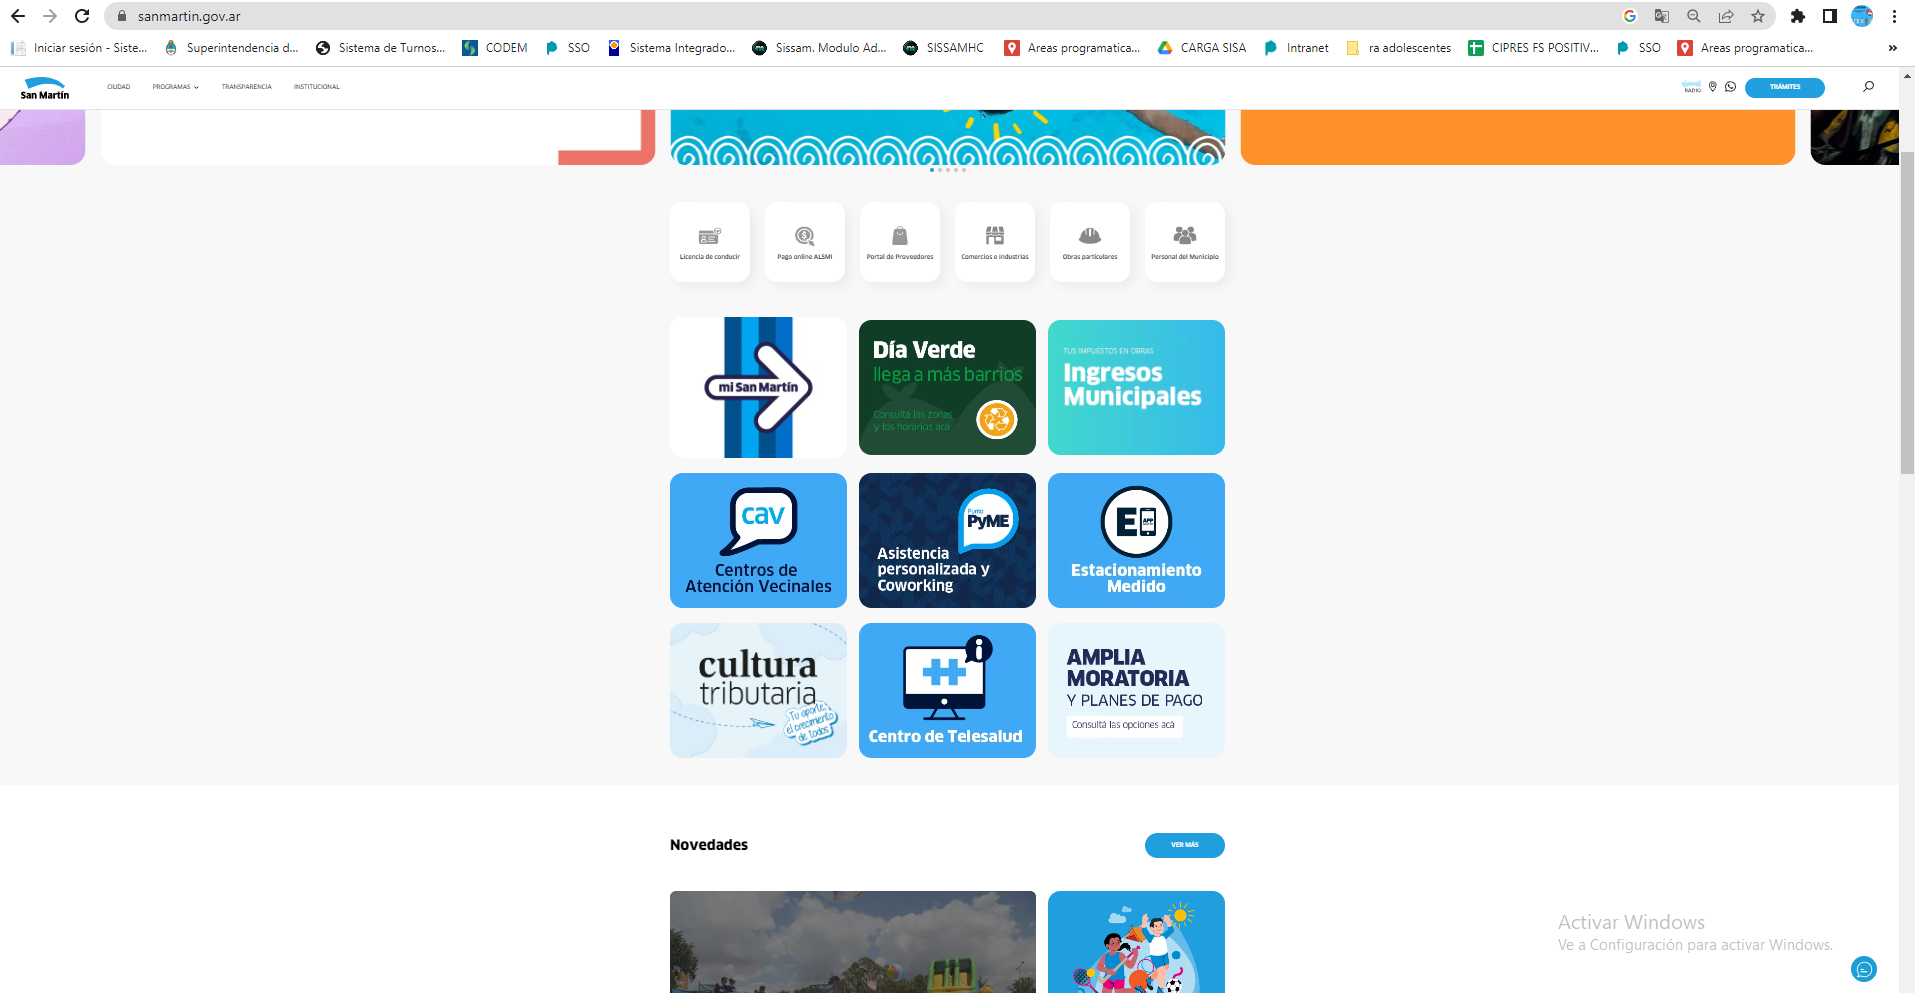 sanmartin.gov.ar
Iniciar sesión - Siste...
Superintendencia d...
Sistema de Turnos...
CODEM
SSO
Sistema Integrado...
Sissam. Modulo Ad...
SISSAMHC
Areas programatica...
CARGA SISA
Intranet
ra adolescentes
CIPRES FS POSITIV...
SSO
Areas programatica...
San Martín
CIUDAD
PROGRAMAS
TRANSPARENCIA
INSTITUCIONAL
RADIO
TRÁMITES
Licencia de conducir
Pago online ALSMI
Portal de Proveedores
Comercios e industrias
Obras particulares
Personal del Municipio
mi San Martín
Día Verde
llega a más barrios
Consultá las zonas
y los horarios acá
TUS IMPUESTOS EN OBRAS
Ingresos
Municipales
cav
Centros de
Atención Vecinales
Punto
PyME
Asistencia
personalizada y
Coworking
E
APP
Estacionamiento
Medido
cultura
tributaria
Tu aporte,
el crecimiento
de todos
Centro de Telesalud
AMPLIA
MORATORIA
Y PLANES DE PAGO
Consultá las opciones acá
Novedades
VER MÁS
Activar Windows
Ve a Configuración para activar Windows.